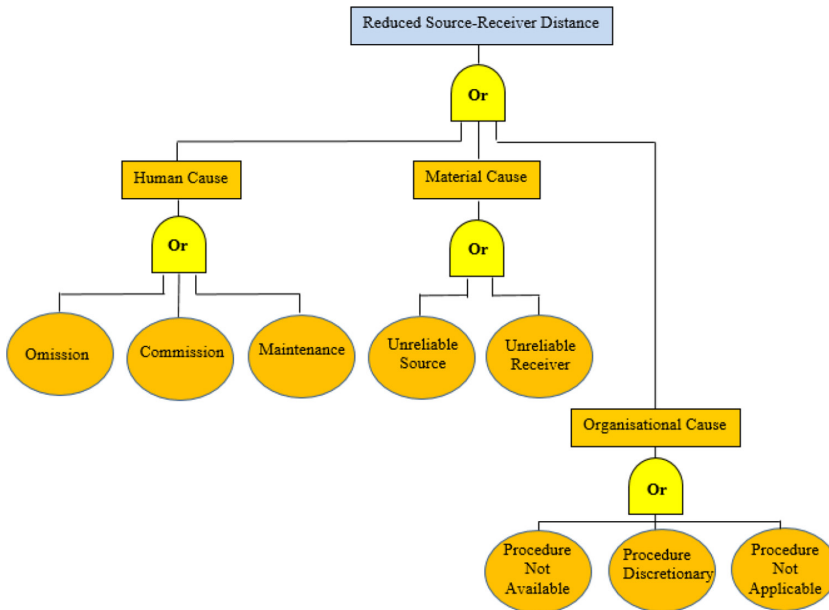 Reduced Source-Receiver Distance
Or
Human Cause
Material Cause
Or
Or
Omission
Commission
Maintenance
Unreliable
Source
Unreliable
Receiver
Organisational Cause
Or
Procedure
Not
Available
Procedure
Discretionary
Procedure
Not
Applicable